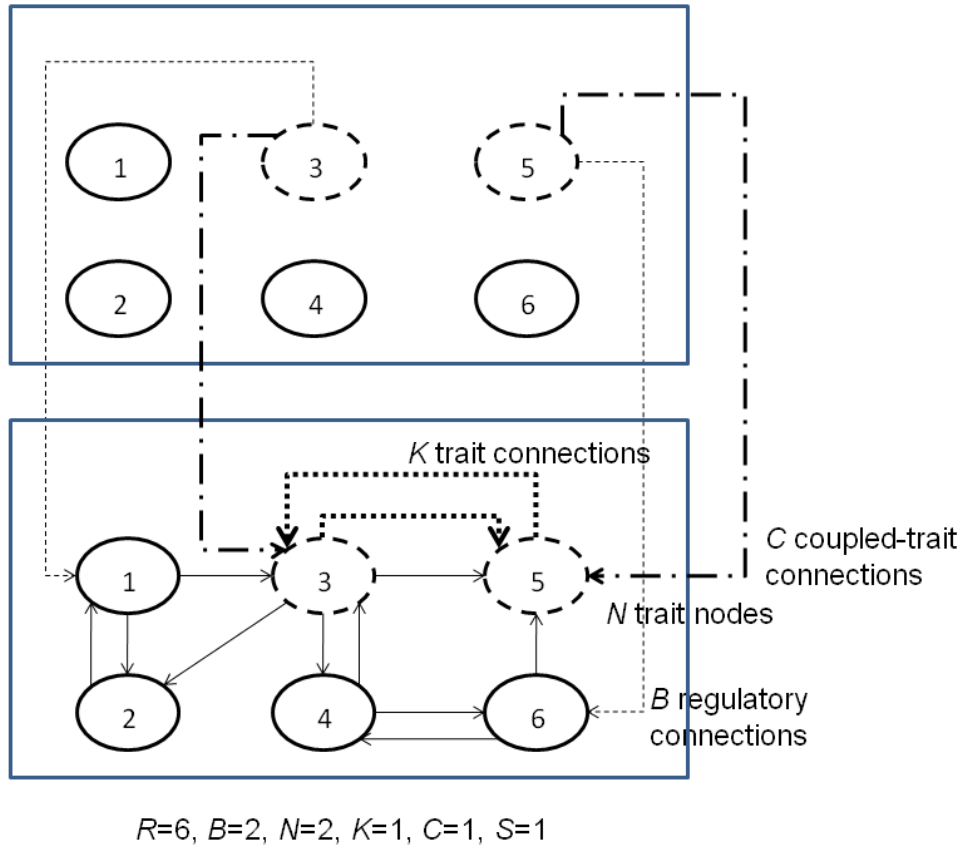 1 3 5
2 4 6
K trait connections
C coupled-trait
connections
1 3 5
N trait nodes
B regulatory
connections
2 4 6
R=6, B=2, N=2, K=1, C=1, S=1